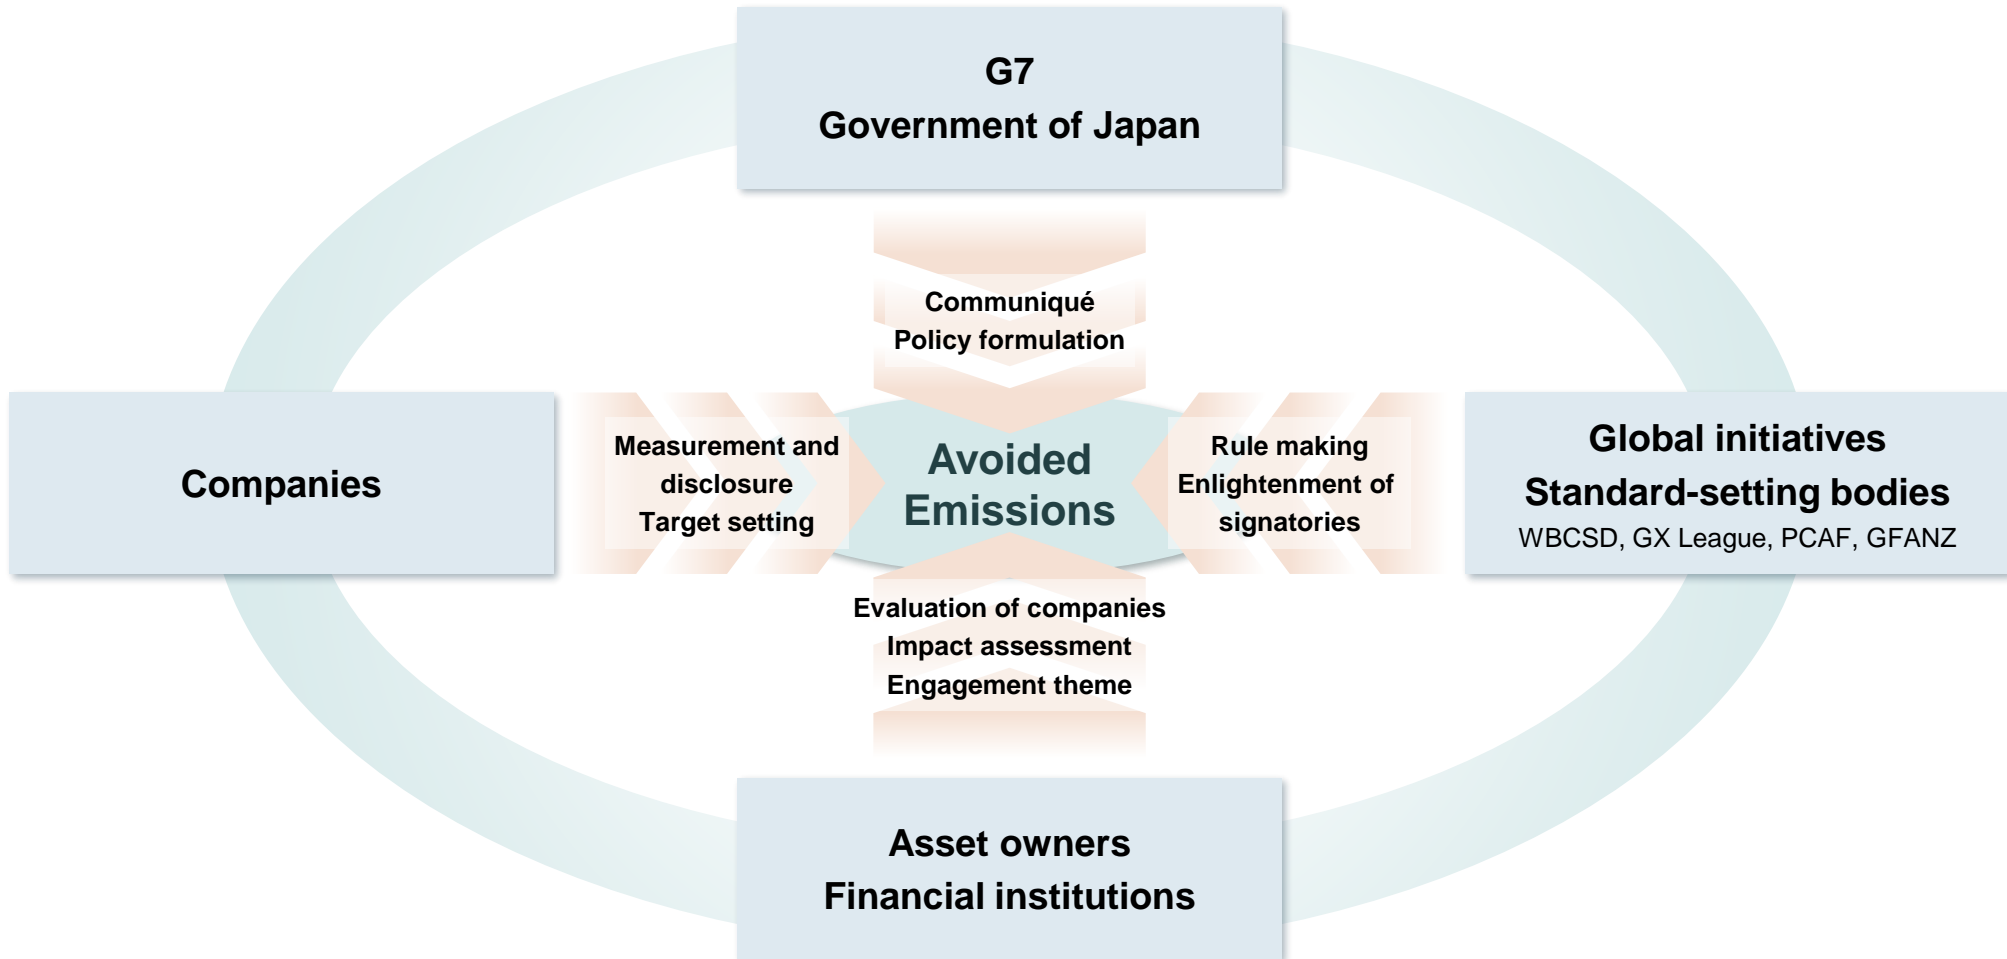 G7
Government of Japan
Communiqué
Policy formulation
Companies
Measurement and
disclosure
Target setting
Avoided
Emissions
Rule making
Enlightenment of
signatories
Global initiatives
Standard-setting bodies
WBCSD, GX League, PCAF, GFANZ
Evaluation of companies
Impact assessment
Engagement theme
Asset owners
Financial institutions